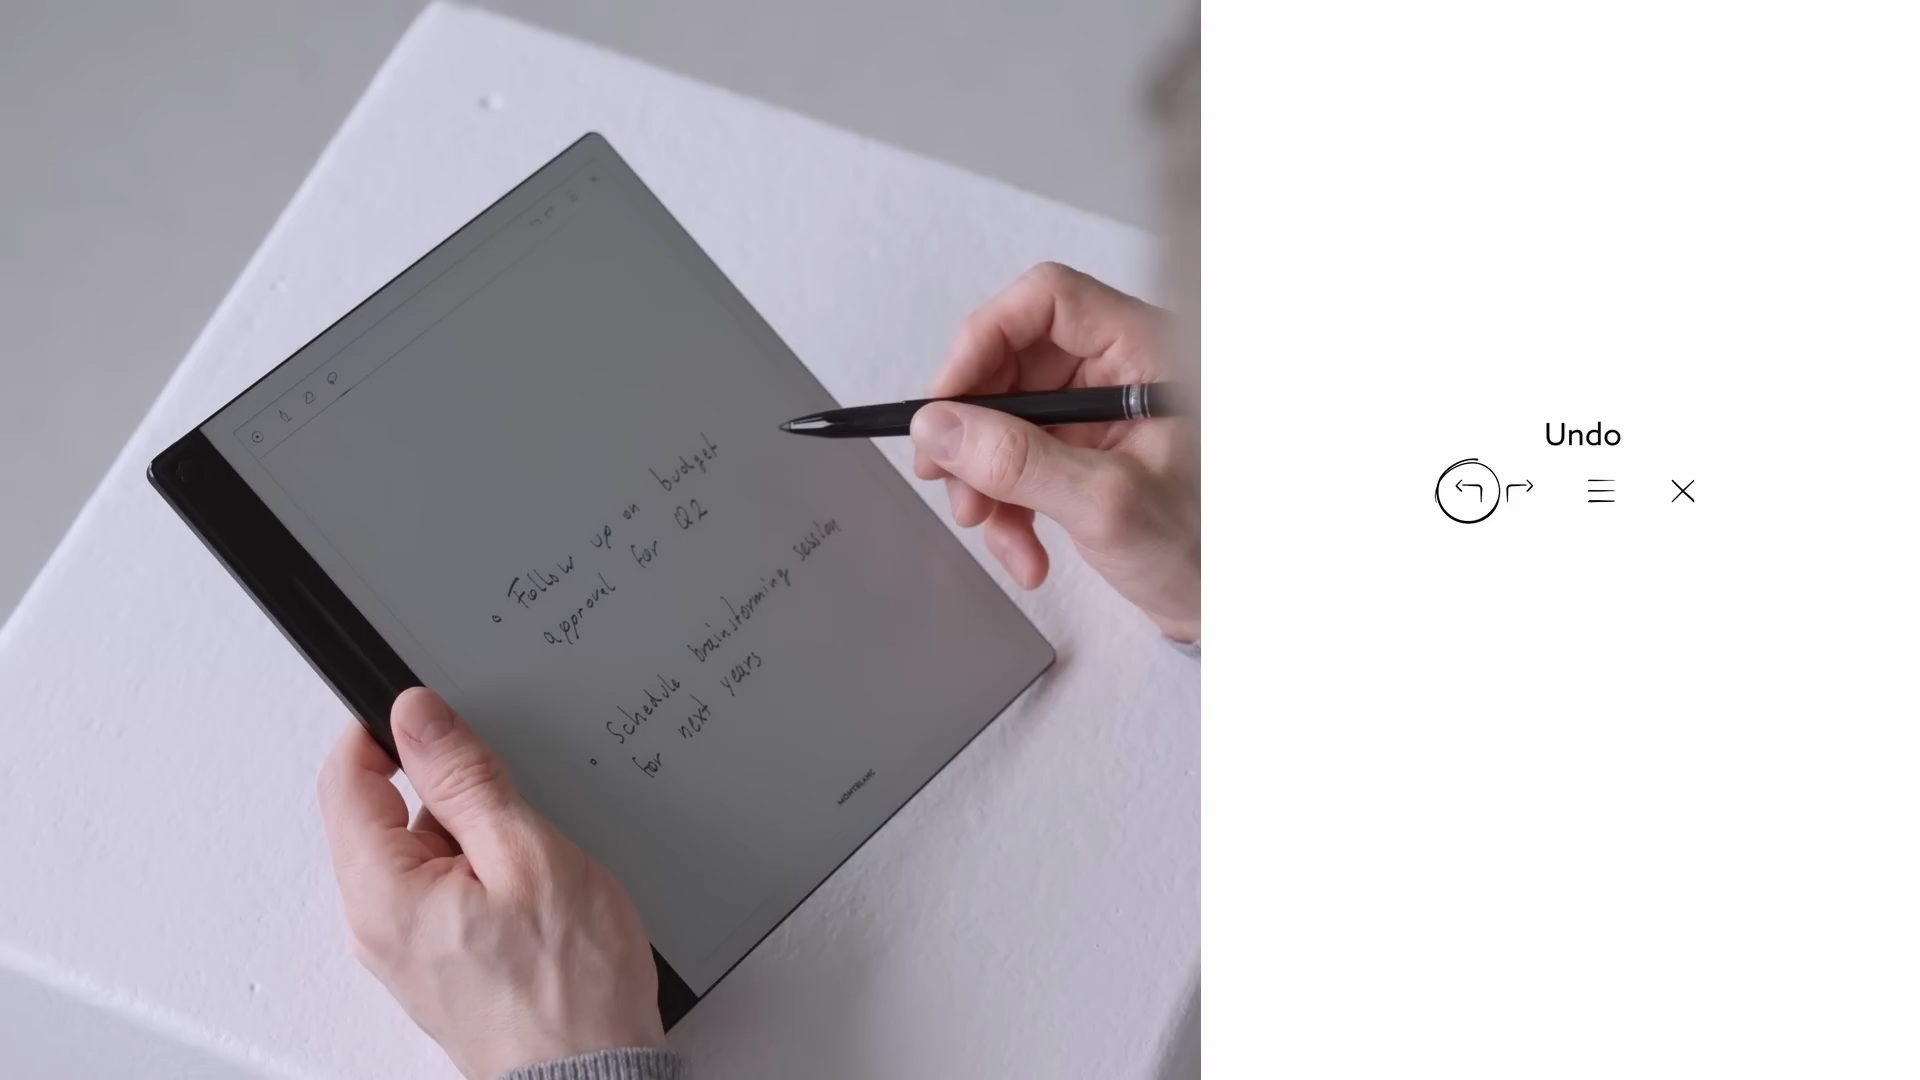 Follow up on budget
approval for Q2
Schedule brainstorming session
for next years
MONTBLANC
Undo